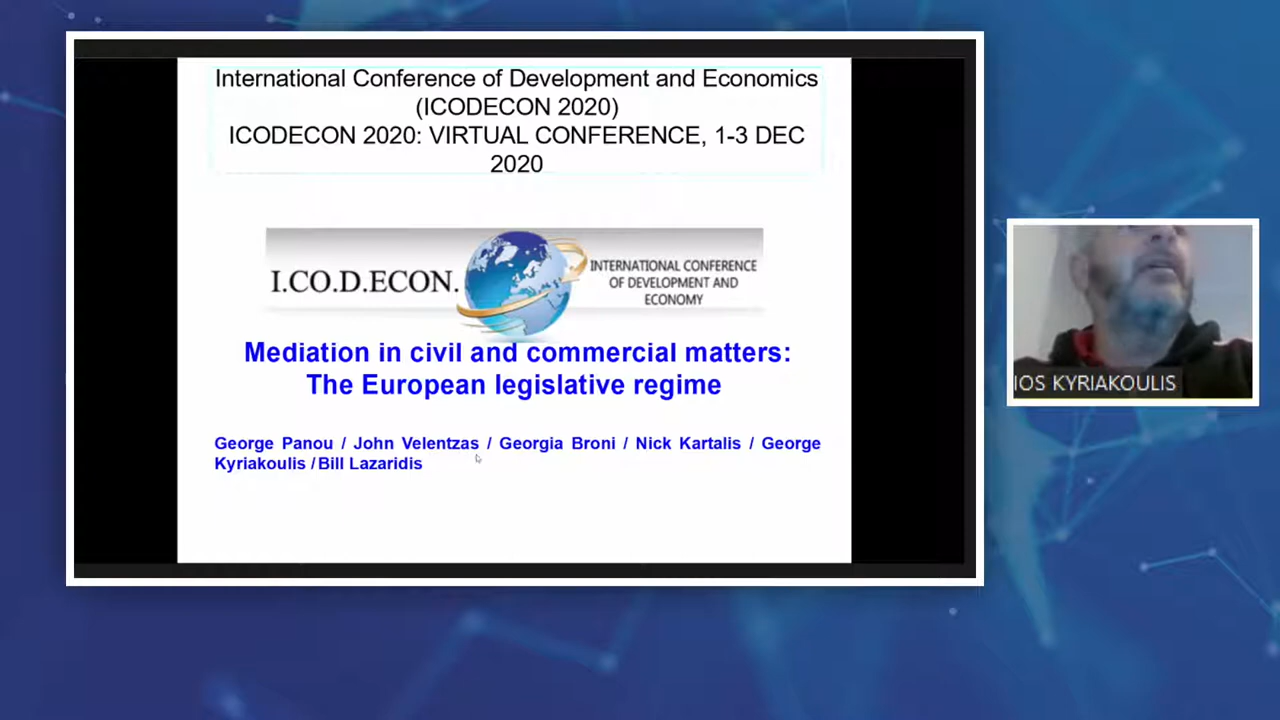 International Conference of Development and Economics
(ICODECON 2020)
ICODECON 2020: VIRTUAL CONFERENCE, 1-3 DEC
2020
I.CO.D.ECON.
INTERNATIONAL CONFERENCE
OF DEVELOPMENT AND
ECONOMY
Mediation in civil and commercial matters:
The European legislative regime
George Panou / John Velentzas / Georgia Broni / Nick Kartalis / George
Kyriakoulis / Bill Lazaridis
IOS KYRIAKOULIS